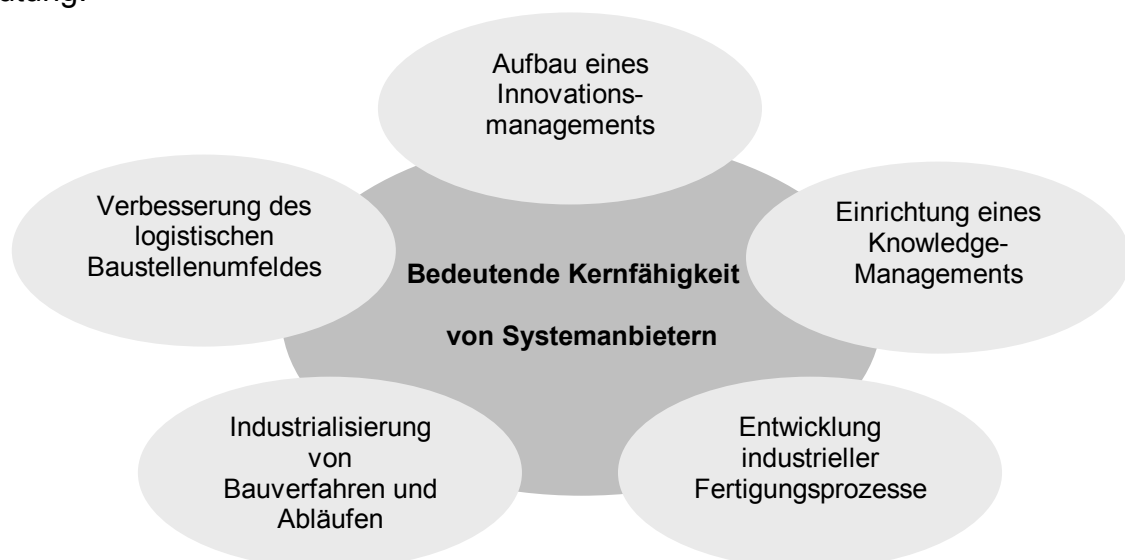 Aufbau eines
Innovations-
managements
Verbesserung des
logistischen
Baustellenumfeldes
Einrichtung eines
Knowledge-
Managements
Bedeutende Kernfähigkeit
von Systemanbietern
Industrialisierung
von
Bauverfahren und
Abläufen
Entwicklung
industrieller
Fertigungsprozesse